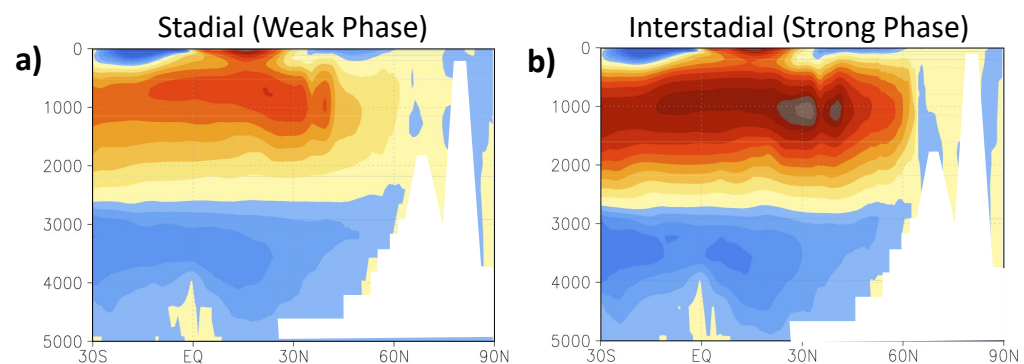 Stadial (Weak Phase)
Interstadial (Strong Phase)
a)
0
1000
2000
3000
4000
5000
30S EQ 30N 60N 90N
b)
0
1000
2000
3000
4000
5000
30S EQ 30N 60N 90N